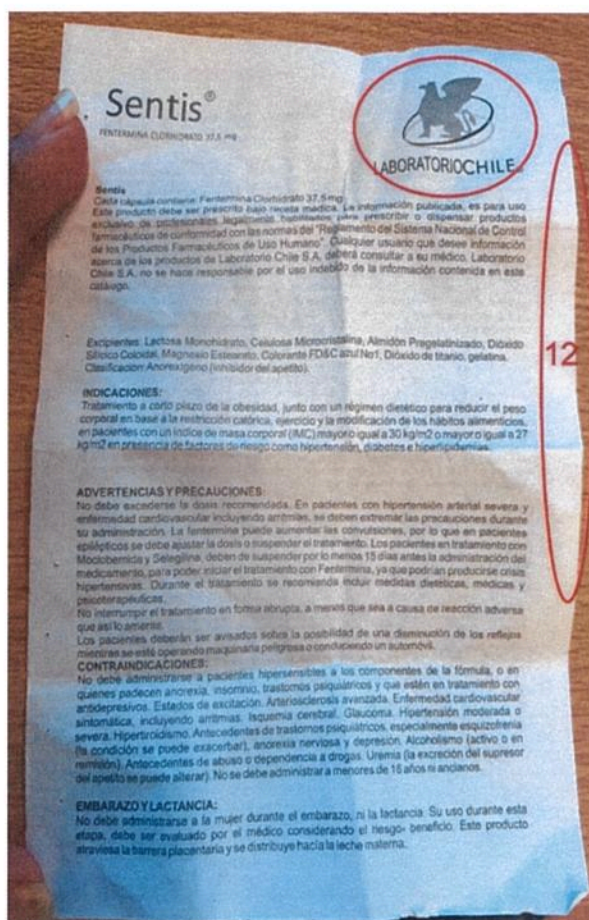 Sentis®
FENTERMINA CLORHIDRATO 37,5 mg
LABORATORIOCHILE®
Sentis
Cada cápsula contiene: Fentermina Clorhidrato 37,5 mg
Este producto debe ser prescrito bajo receta médica. La información publicada, es para uso
exclusivo de profesionales legalmente habilitados para prescribir o dispensar productos
farmacéuticos de conformidad con las normas del "Reglamento del Sistema Nacional de Control
de los Productos Farmacéuticos de Uso Humano". Cualquier usuario que desee información
acerca de los productos de Laboratorio Chile S.A. deberá consultar a su médico. Laboratorio
Chile S.A. no se hace responsable por el uso indebido de la información contenida en este
catálogo.
12
Excipientes: Lactosa Monohidrato, Celulosa Microcristalina, Almidón Pregelatinizado, Dióxido
Silícico Coloidal, Magnesio Estearato, Colorante FD&C azul No1, Dióxido de titanio, gelatina.
Clasificación: Anorexígeno (inhibidor del apetito).
INDICACIONES:
Tratamiento a corto plazo de la obesidad, junto con un régimen dietético para reducir el peso
corporal en base a la restricción calórica, ejercicio y la modificación de los hábitos alimenticios,
en pacientes con un índice de masa corporal (IMC) mayor o igual a 30 kg/m2 o mayor o igual a 27
kg/m2 en presencia de factores de riesgo como hipertensión, diabetes e hiperlipidemias.
ADVERTENCIAS Y PRECAUCIONES:
No debe excederse la dosis recomendada. En pacientes con hipertensión arterial severa y
enfermedad cardiovascular incluyendo arritmias, se deben extremar las precauciones durante
su administración. La fentermina puede aumentar las convulsiones, por lo que en pacientes
epilépticos se debe ajustar la dosis o suspender el tratamiento. Los pacientes en tratamiento con
Moclobemida y Selegilina, deben de suspender por lo menos 15 días antes la administración del
medicamento, para poder iniciar el tratamiento con Fentermina, ya que podrían producirse crisis
hipertensivas. Durante el tratamiento se recomienda incluir medidas dietéticas, médicas y
psicoterapéuticas.
No interrumpir el tratamiento en forma abrupta, a menos que sea a causa de reacción adversa
que así lo amerite.
Los pacientes deberán ser avisados sobre la posibilidad de una disminución de los reflejos
mientras se esté operando maquinaria peligrosa o conduciendo un automóvil.
CONTRAINDICACIONES:
No debe administrarse a pacientes hipersensibles a los componentes de la fórmula, o en
quienes padecen anorexia, insomnio, trastornos psiquiátricos y que estén en tratamiento con
antidepresivos. Estados de excitación. Arteriosclerosis avanzada. Enfermedad cardiovascular
sintomática, incluyendo arritmias. Isquemia cerebral. Glaucoma. Hipertensión moderada o
severa. Hipertiroidismo. Antecedentes de trastornos psiquiátricos, especialmente esquizofrenia
(la condición se puede exacerbar), anorexia nerviosa y depresión. Alcoholismo (activo o en
remisión). Antecedentes de abuso o dependencia a drogas. Uremia (la excreción del supresor
del apetito se puede alterar). No se debe administrar a menores de 16 años ni ancianos.
EMBARAZO Y LACTANCIA:
No debe administrarse a la mujer durante el embarazo, ni la lactancia. Su uso durante esta
etapa, debe ser evaluado por el médico considerando el riesgo- beneficio. Este producto
atraviesa la barrera placentaria y se distribuye hacia la leche materna.